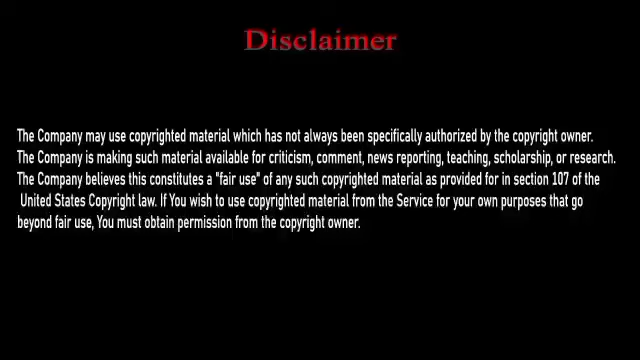 Disclaimer
The Company may use copyrighted material which has not always been specifically authorized by the copyright owner.
The Company is making such material available for criticism, comment, news reporting, teaching, scholarship, or research.
The Company believes this constitutes a "fair use" of any such copyrighted material as provided for in section 107 of the
United States Copyright law. If You wish to use copyrighted material from the Service for your own purposes that go
beyond fair use, You must obtain permission from the copyright owner.